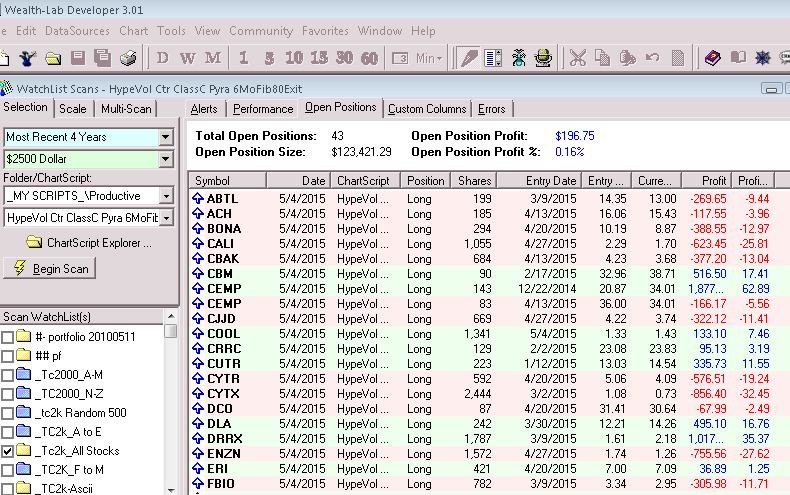 Wealth-Lab Developer 3.01
Edit DataSources Chart Tools View Community Favorites Window Help
D W M 1 5 10 15 30 60 3 Min
WatchList Scans - HypeVol Ctr ClassC Pyra 6MoFib80Exit
Selection Scale Multi-Scan
Alerts Performance Open Positions Custom Columns Errors
Most Recent 4 Years
$2500 Dollar
Folder/ChartScript:
_MY SCRIPTS_\Productive
HypeVol Ctr ClassC Pyra 6MoFib
ChartScript Explorer ...
Begin Scan
Scan WatchList(s)
#- portfolio 20100511
## pf
_Tc2000_A-M
_TC2000_N-Z
_tc2k Random 500
_TC2k_A to E
_Tc2k_All Stocks
_TC2K_F to M
_TC2k-Ascii
Total Open Positions: 43 Open Position Profit: $196.75
Open Position Size: $123,421.29 Open Position Profit %: 0.16%
Symbol Date ChartScript Position Shares Entry Date Entry ... Curre... Profit Profi...
ABTL 5/4/2015 HypeVol ... Long 199 3/9/2015 14.35 13.00 -269.65 -9.44
ACH 5/4/2015 HypeVol ... Long 185 4/13/2015 16.06 15.43 -117.55 -3.96
BONA 5/4/2015 HypeVol ... Long 294 4/20/2015 10.19 8.87 -388.55 -12.97
CALI 5/4/2015 HypeVol ... Long 1,055 4/27/2015 2.29 1.70 -623.45 -25.81
CBAK 5/4/2015 HypeVol ... Long 684 4/13/2015 4.23 3.68 -377.20 -13.04
CBM 5/4/2015 HypeVol ... Long 90 2/17/2015 32.96 38.71 516.50 17.41
CEMP 5/4/2015 HypeVol ... Long 143 12/22/2014 20.87 34.01 1,877... 62.89
CEMP 5/4/2015 HypeVol ... Long 83 4/13/2015 36.00 34.01 -166.17 -5.56
CJJD 5/4/2015 HypeVol ... Long 669 4/27/2015 4.22 3.74 -322.12 -11.41
COOL 5/4/2015 HypeVol ... Long 1,341 5/4/2015 1.33 1.43 133.10 7.46
CRRC 5/4/2015 HypeVol ... Long 129 2/2/2015 23.08 23.83 95.13 3.19
CUTR 5/4/2015 HypeVol ... Long 223 1/12/2015 13.03 14.54 335.73 11.55
CYTR 5/4/2015 HypeVol ... Long 592 4/20/2015 5.06 4.09 -576.51 -19.24
CYTX 5/4/2015 HypeVol ... Long 2,444 3/2/2015 1.08 0.73 -856.40 -32.45
DCO 5/4/2015 HypeVol ... Long 87 4/20/2015 31.41 30.64 -67.99 -2.49
DLA 5/4/2015 HypeVol ... Long 242 3/30/2015 12.21 14.26 495.10 16.76
DRRX 5/4/2015 HypeVol ... Long 1,787 3/9/2015 1.61 2.18 1,017... 35.37
ENZN 5/4/2015 HypeVol ... Long 1,572 4/27/2015 1.74 1.26 -755.56 -27.62
ERI 5/4/2015 HypeVol ... Long 421 4/20/2015 7.00 7.09 36.89 1.25
FBIO 5/4/2015 HypeVol ... Long 782 3/9/2015 3.34 2.95 -305.98 -11.71